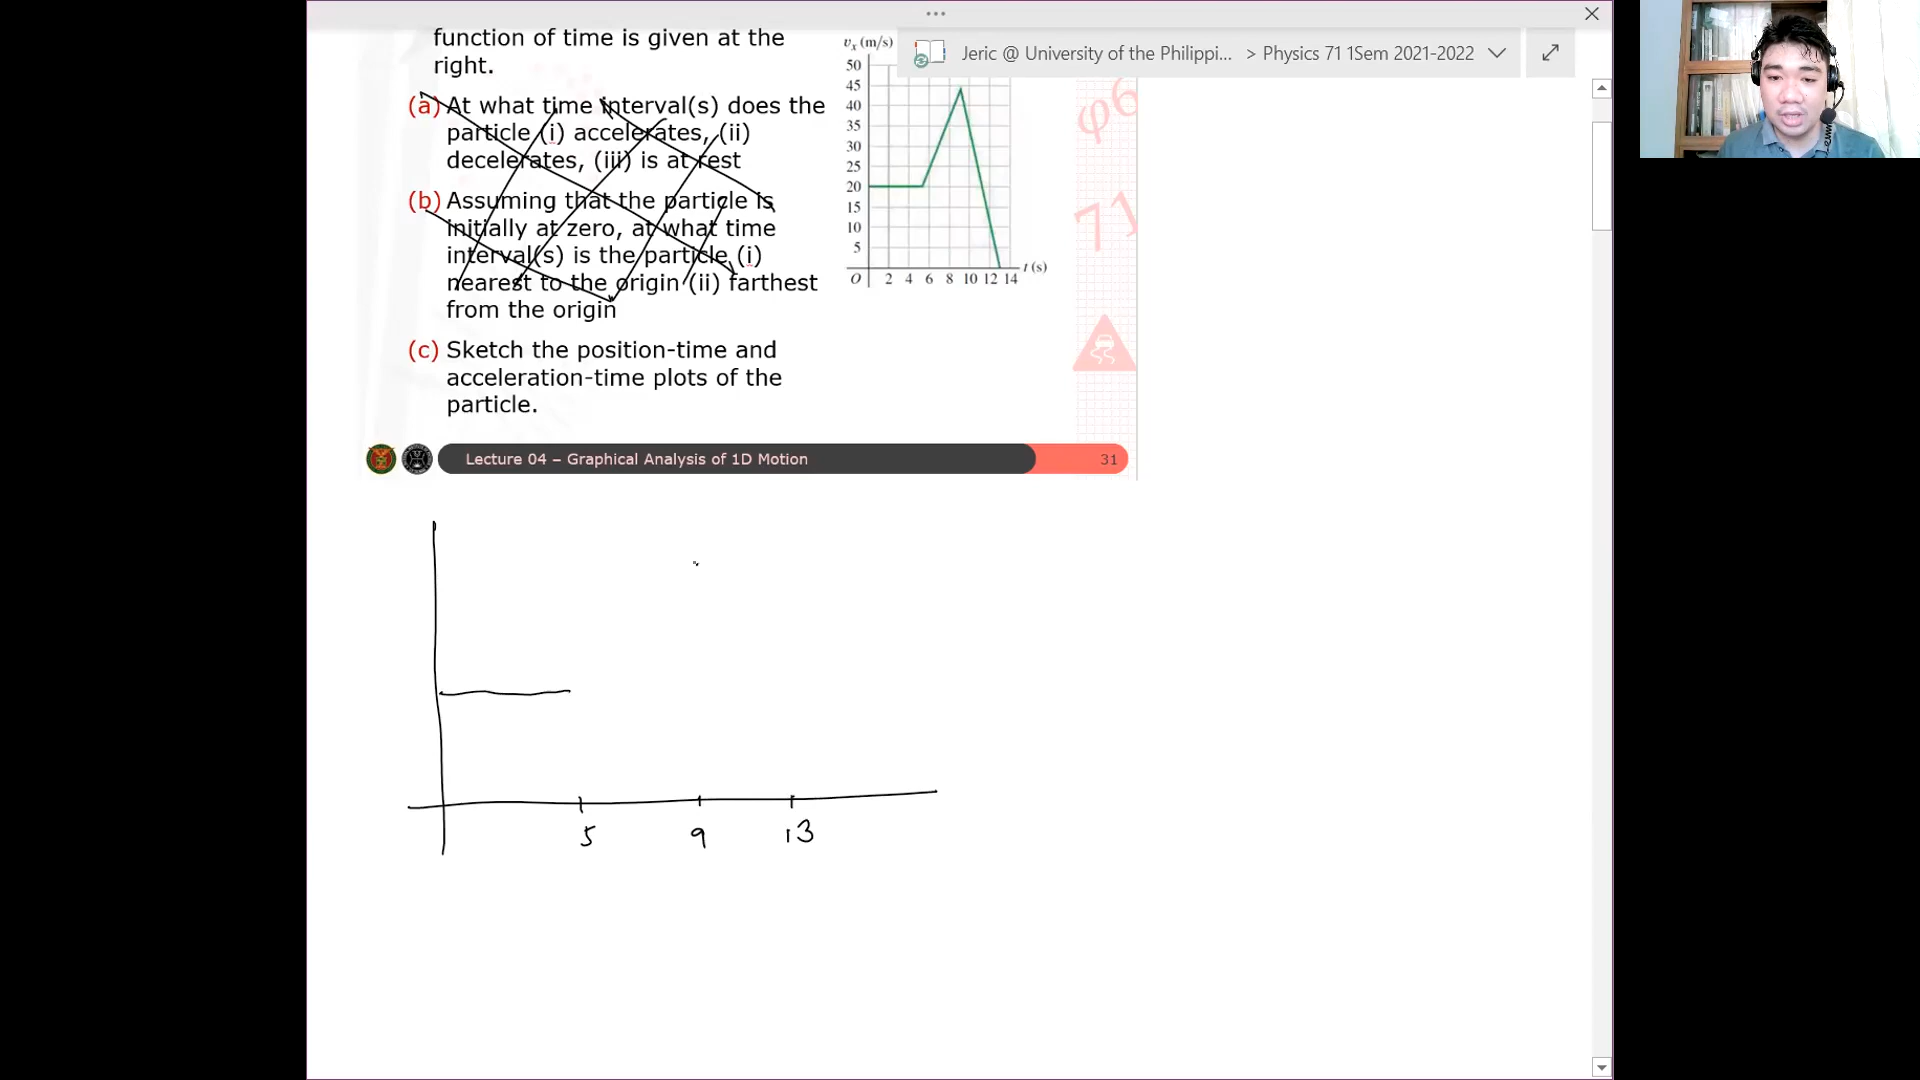 function of time is given at the
right.
(a) At what time interval(s) does the
particle (i) accelerates, (ii)
decelerates, (iii) is at rest
(b) Assuming that the particle is
initially at zero, at what time
interval(s) is the particle (i)
nearest to the origin (ii) farthest
from the origin
(c) Sketch the position-time and
acceleration-time plots of the
particle.
vx (m/s)
50
45
40
35
30
25
20
15
10
5
O 2 4 6 8 10 12 14
t (s)
Jeric @ University of the Philippi... > Physics 71 1Sem 2021-2022
φ6
71
Lecture 04 – Graphical Analysis of 1D Motion 31
5 9 13